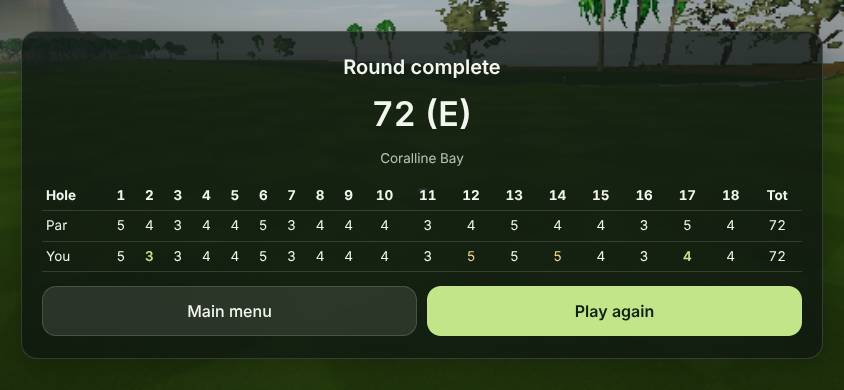 Round complete
72 (E)
Coralline Bay
Hole 1 2 3 4 5 6 7 8 9 10 11 12 13 14 15 16 17 18 Tot
Par 5 4 3 4 4 5 3 4 4 4 3 4 5 4 4 3 5 4 72
You 5 3 3 4 4 5 3 4 4 4 3 5 5 5 4 3 4 4 72
Main menu Play again